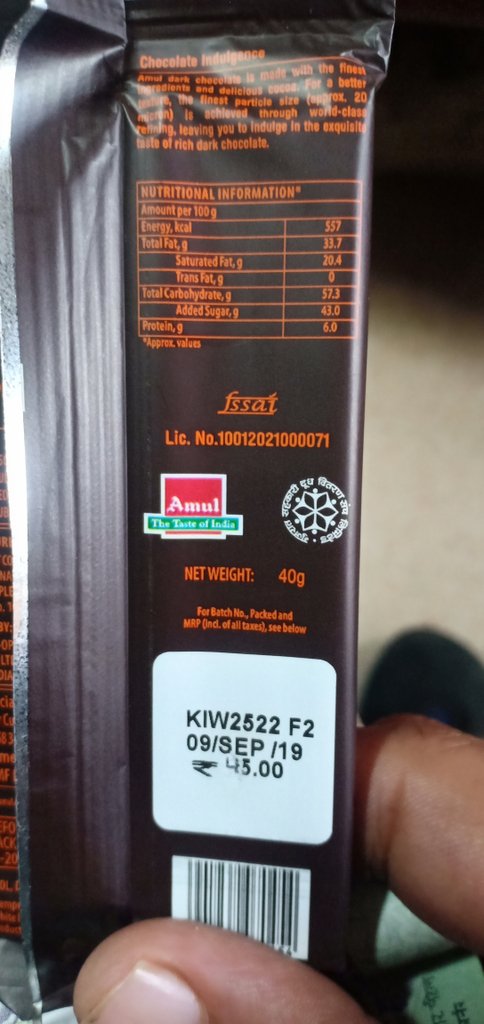 Chocolate Indulgence
Amul dark chocolate is made with the finest
ingredients and delicious cocoa. For a better
texture, the finest particle size (approx. 20
micron) is achieved through world-class
refining, leaving you to indulge in the exquisite
taste of rich dark chocolate.
NUTRITIONAL INFORMATION*
Amount per 100 g
Energy, kcal 557
Total Fat, g 33.7
Saturated Fat, g 20.4
Trans Fat, g 0
Total Carbohydrate, g 57.3
Added Sugar, g 43.0
Protein, g 6.0
*Approx. values
fssai
Lic. No.10012021000071
Amul
The Taste of India
गुजरात सहकारी दूध वितरण संघ लिमिटेड
NET WEIGHT: 40g
For Batch No., Packed and
MRP (Incl. of all taxes), see below
KIW2522 F2
09/SEP /19
₹ 45.00